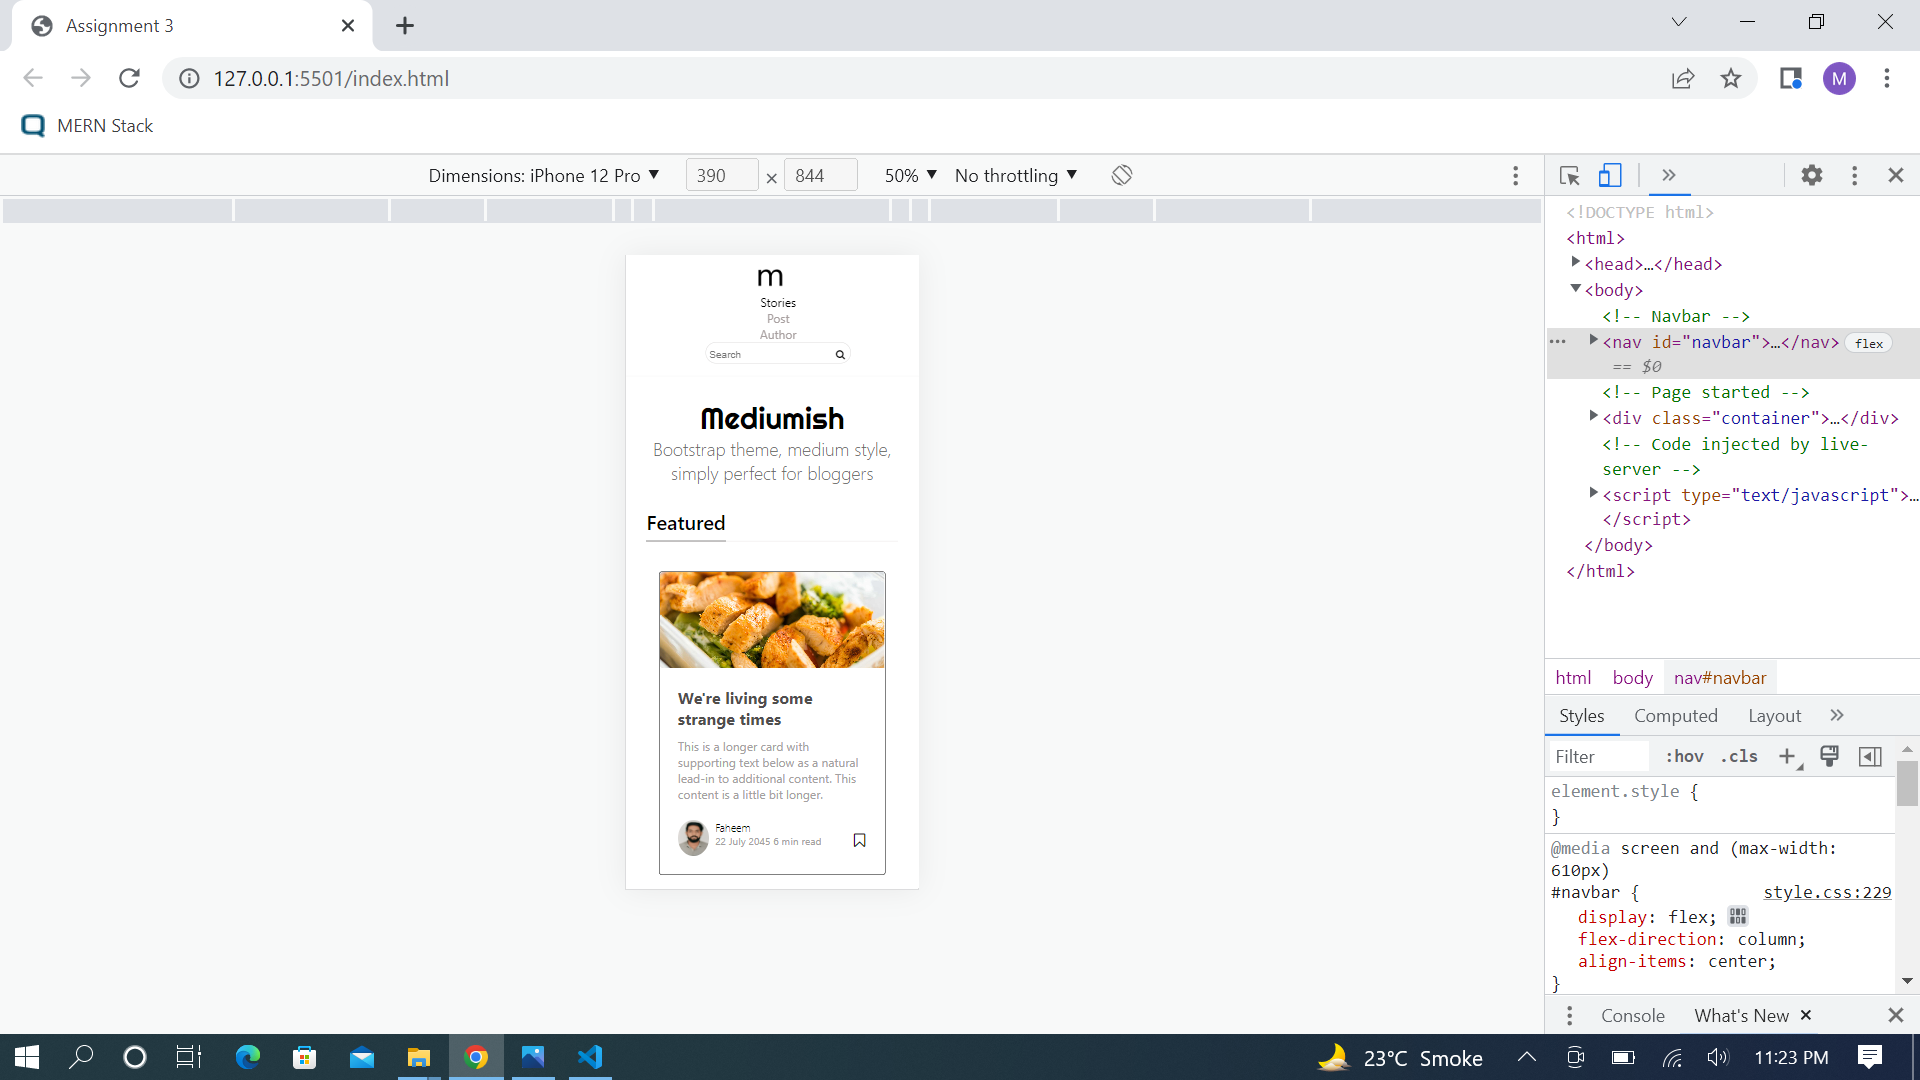 Assignment 3
127.0.0.1:5501/index.html
M
MERN Stack
Dimensions: iPhone 12 Pro ▼ 390 × 844 50% ▼ No throttling ▼
m
Stories
Post
Author
Search
Mediumish
Bootstrap theme, medium style,
simply perfect for bloggers
Featured
We're living some
strange times
This is a longer card with
supporting text below as a natural
lead-in to additional content. This
content is a little bit longer.
Faheem
22 July 2045 6 min read
<!DOCTYPE html>
<html>
<head>…</head>
<body>
<!-- Navbar -->
<nav id="navbar">…</nav> flex
== $0
<!-- Page started -->
<div class="container">…</div>
<!-- Code injected by live-
server -->
<script type="text/javascript">…
</script>
</body>
</html>
html body nav#navbar
Styles Computed Layout
Filter :hov .cls
element.style {
}
@media screen and (max-width:
610px)
#navbar { style.css:229
display: flex;
flex-direction: column;
align-items: center;
}
Console What's New
23°C Smoke 11:23 PM